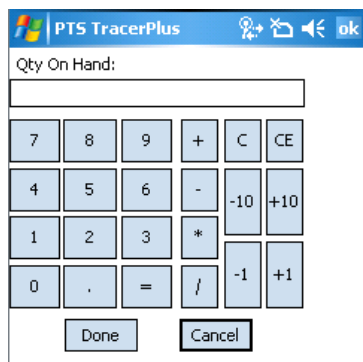 PTS TracerPlus ok
Qty On Hand:
7 8 9 + C CE
4 5 6 - -10 +10
1 2 3 *
0 . = / -1 +1
Done Cancel